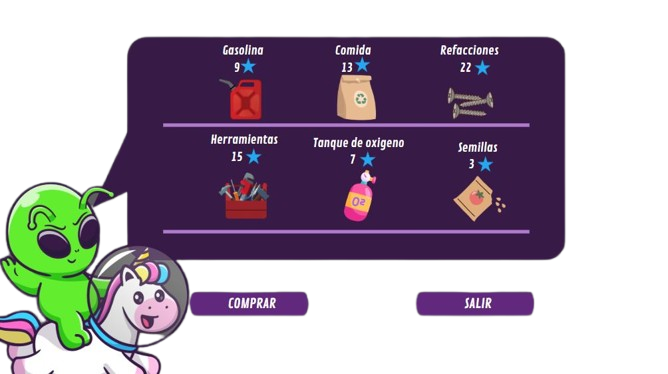 Gasolina
9
Comida
13
Refacciones
22
Herramientas
15
Tanque de oxigeno
7
Semillas
3
O2
COMPRAR
SALIR